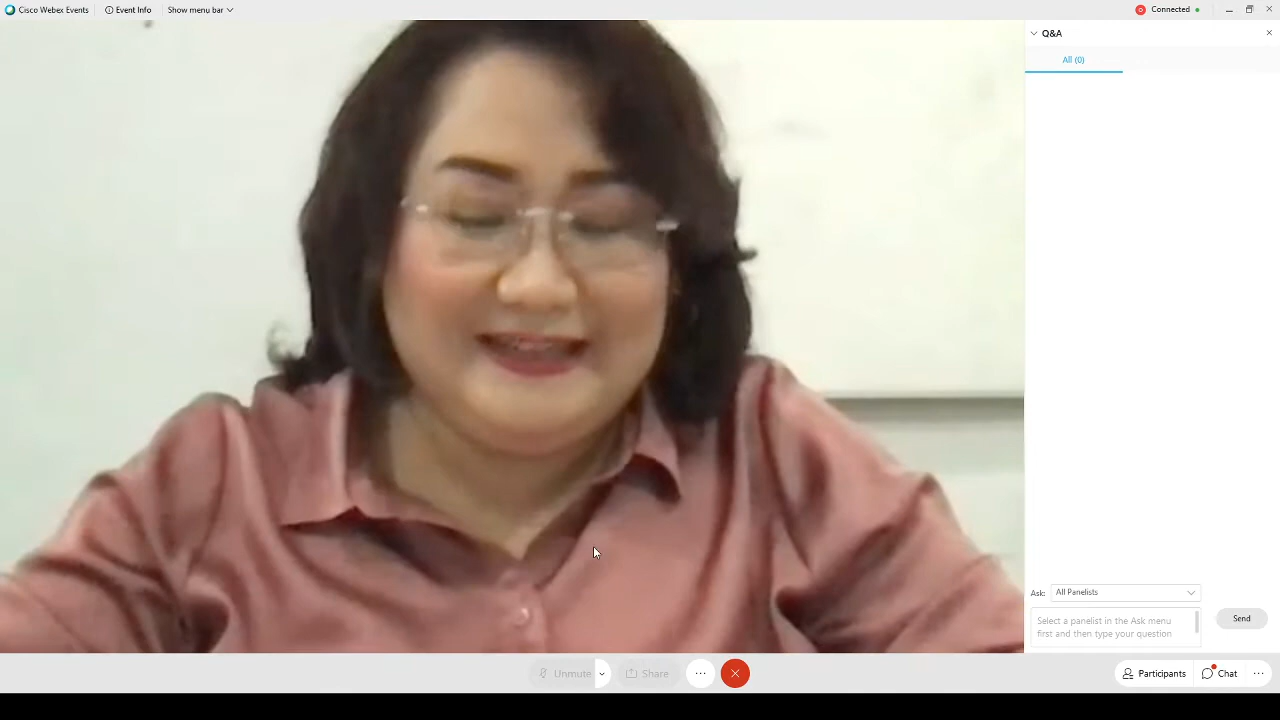 Cisco Webex Events
Event Info
Show menu bar
Connected
Q&A
All (0)
Ask:
All Panelists
Select a panelist in the Ask menu
first and then type your question
Send
Unmute
Share
Participants
Chat